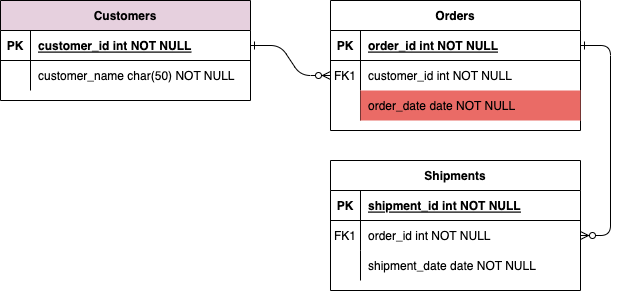 Customers
PK customer_id int NOT NULL
customer_name char(50) NOT NULL
Orders
PK order_id int NOT NULL
FK1 customer_id int NOT NULL
order_date date NOT NULL
Shipments
PK shipment_id int NOT NULL
FK1 order_id int NOT NULL
shipment_date date NOT NULL